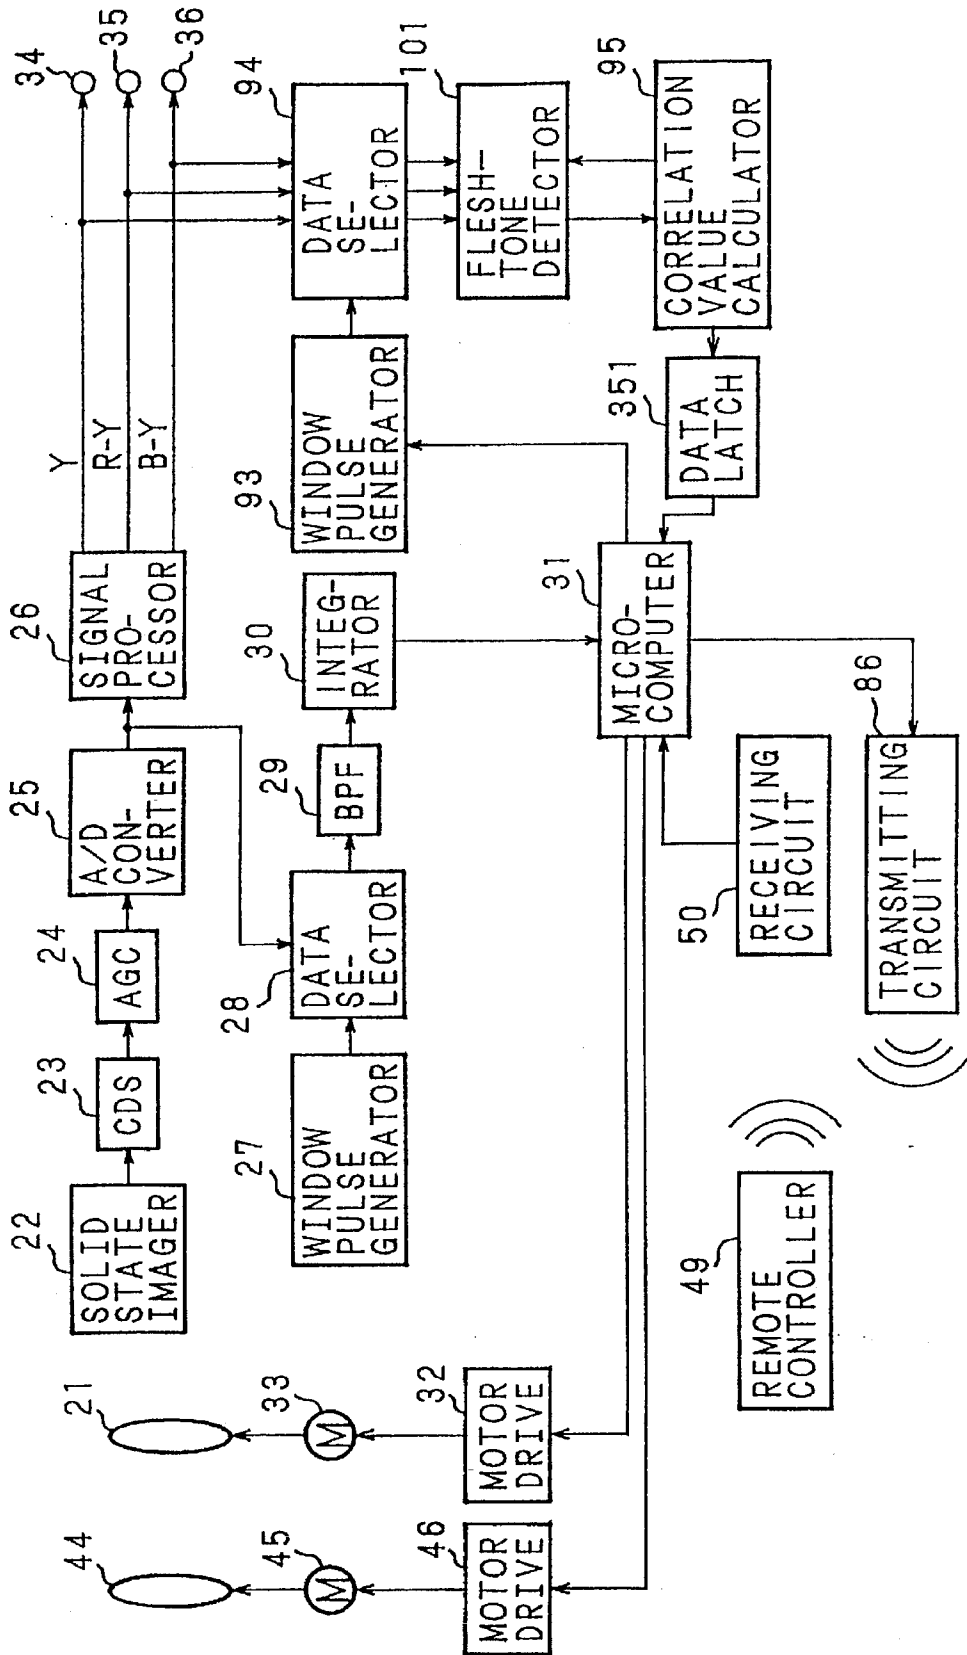 44
21
22
SOLID
STATE
IMAGER
23
CDS
24
AGC
25
A/D
CON-
VERTER
26
SIGNAL
PRO-
CESSOR
Y
R-Y
B-Y
34
35
36
45
M
33
M
27
WINDOW
PULSE
GENERATOR
28
DATA
SE-
LECTOR
29
BPF
30
INTEG-
RATOR
93
WINDOW
PULSE
GENERATOR
94
DATA
SE-
LECTOR
101
FLESH-
TONE
DETECTOR
46
MOTOR
DRIVE
32
MOTOR
DRIVE
31
MICRO-
COMPUTER
351
DATA
LATCH
95
CORRELATION
VALUE
CALCULATOR
49
REMOTE
CONTROLLER
50
RECEIVING
CIRCUIT
86
TRANSMITTING
CIRCUIT